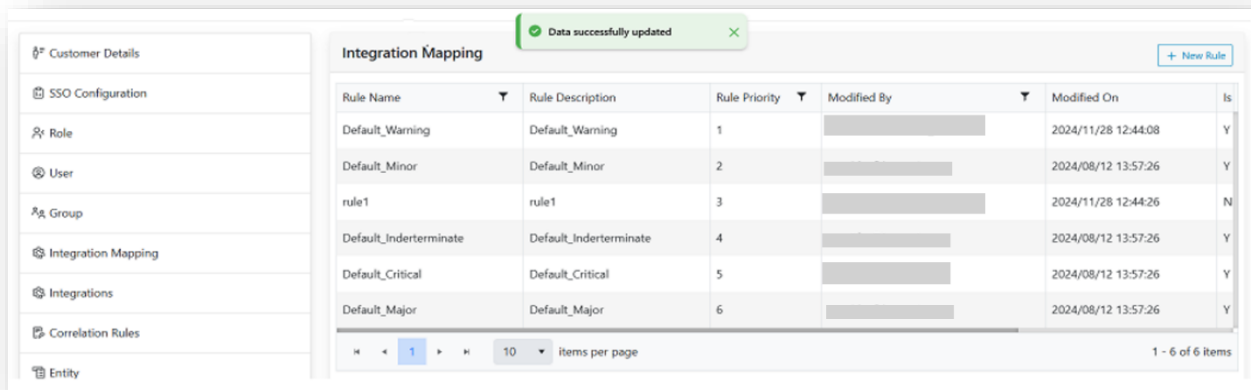 Data successfully updated
Customer Details
SSO Configuration
Role
User
Group
Integration Mapping
Integrations
Correlation Rules
Entity
Integration Mapping
+ New Rule
Rule Name Rule Description Rule Priority Modified By Modified On Is
Default_Warning Default_Warning 1 2024/11/28 12:44:08 Y
Default_Minor Default_Minor 2 2024/08/12 13:57:26 Y
rule1 rule1 3 2024/11/28 12:44:26 N
Default_Inderterminate Default_Inderterminate 4 2024/08/12 13:57:26 Y
Default_Critical Default_Critical 5 2024/08/12 13:57:26 Y
Default_Major Default_Major 6 2024/08/12 13:57:26 Y
1 10 items per page 1 - 6 of 6 items